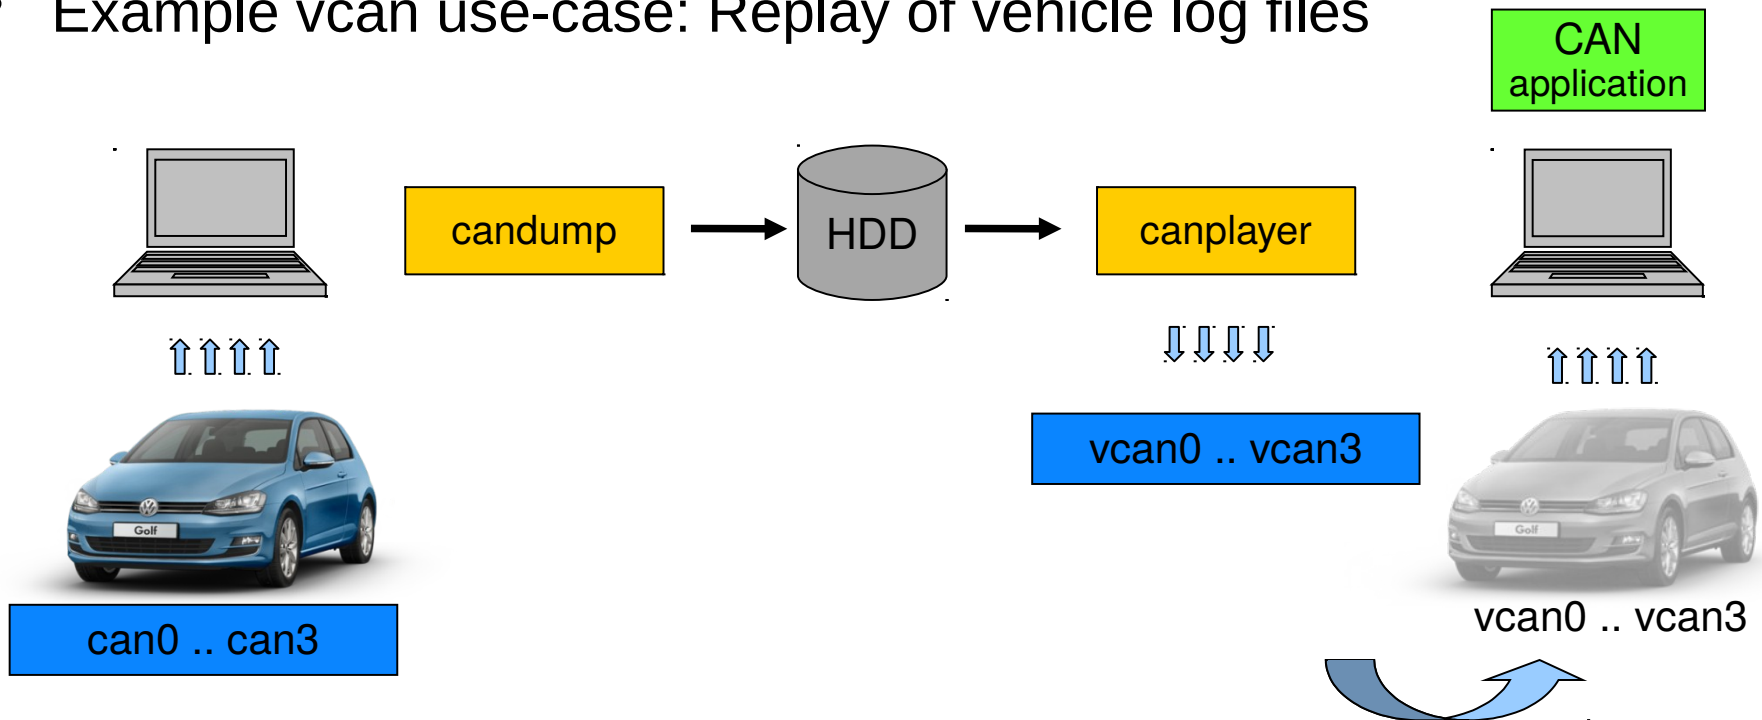 Example vcan use-case: Replay of vehicle log files
CAN
application
candump
HDD
canplayer
vcan0 .. vcan3
Golf
Golf
can0 .. can3
vcan0 .. vcan3